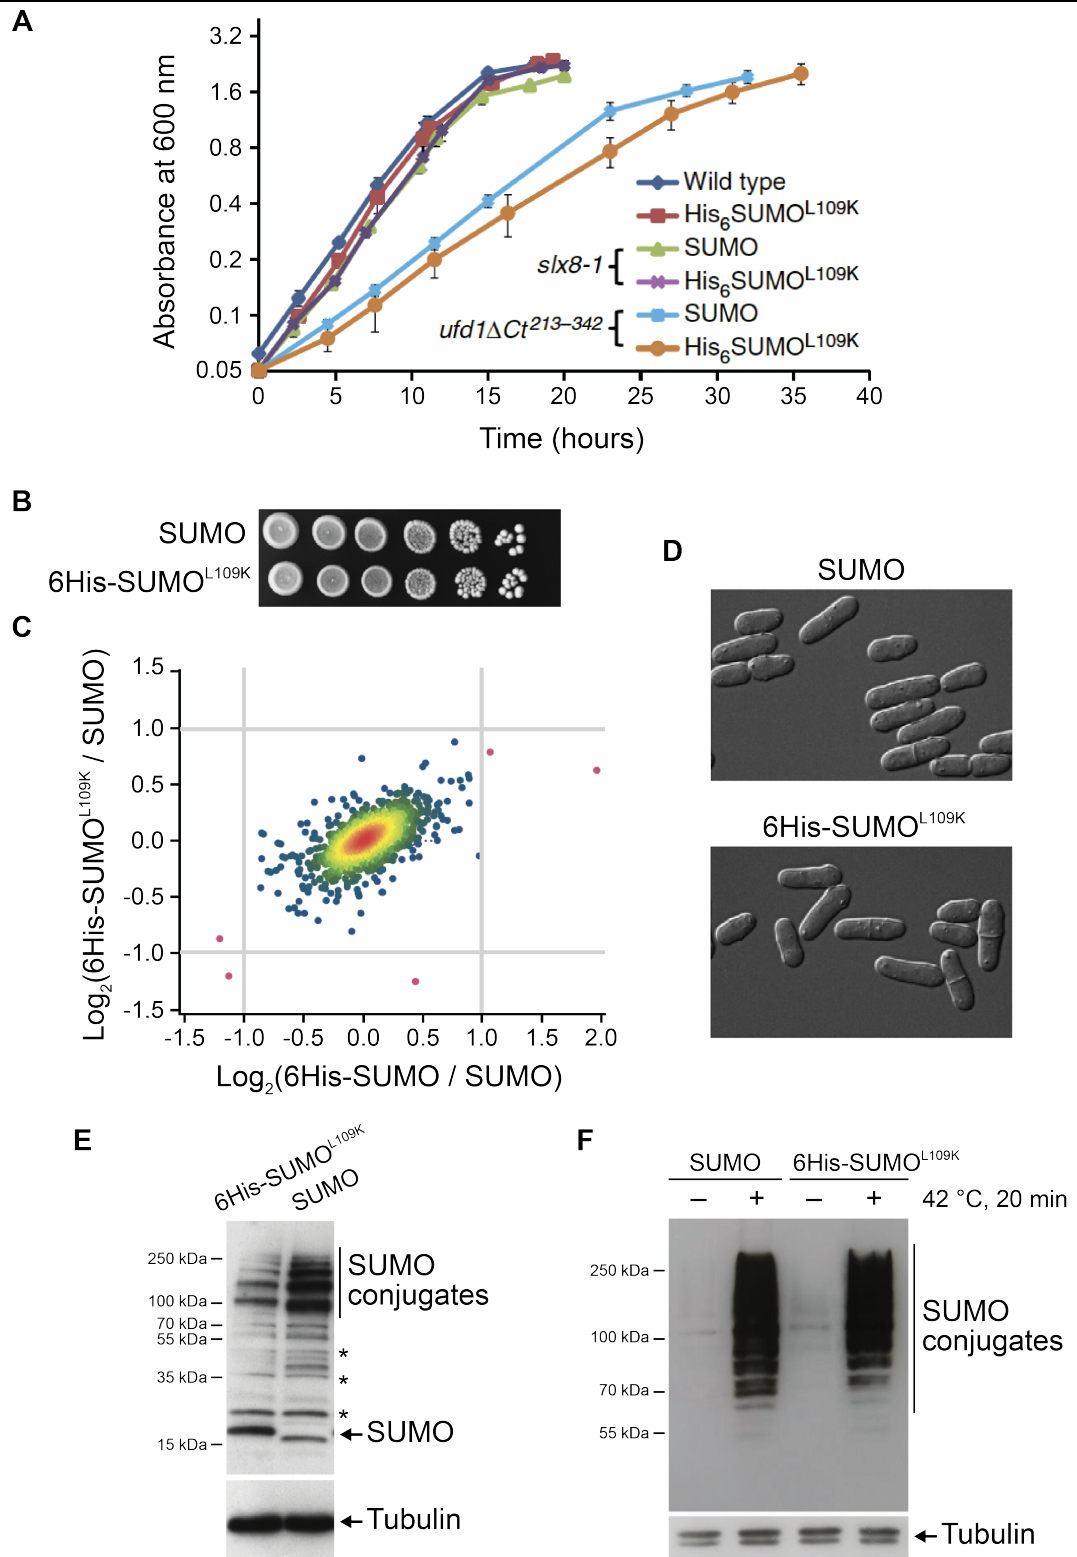 A
Absorbance at 600 nm
3.2
1.6
0.8
0.4
0.2
0.1
0.05
0 5 10 15 20 25 30 35 40
Time (hours)
Wild type
His6SUMOL109K
slx8-1
SUMO
His6SUMOL109K
ufd1ΔCt213–342
SUMO
His6SUMOL109K
B
SUMO
6His-SUMOL109K
C
Log2(6His-SUMOL109K / SUMO)
1.5
1.0
0.5
0.0
-0.5
-1.0
-1.5
-1.5 -1.0 -0.5 0.0 0.5 1.0 1.5 2.0
Log2(6His-SUMO / SUMO)
D
SUMO
6His-SUMOL109K
E
6His-SUMOL109K
SUMO
250 kDa
100 kDa
70 kDa
55 kDa
35 kDa
15 kDa
SUMO
conjugates
*
*
*
SUMO
Tubulin
F
SUMO 6His-SUMOL109K
– + – + 42 °C, 20 min
250 kDa
100 kDa
70 kDa
55 kDa
SUMO
conjugates
Tubulin